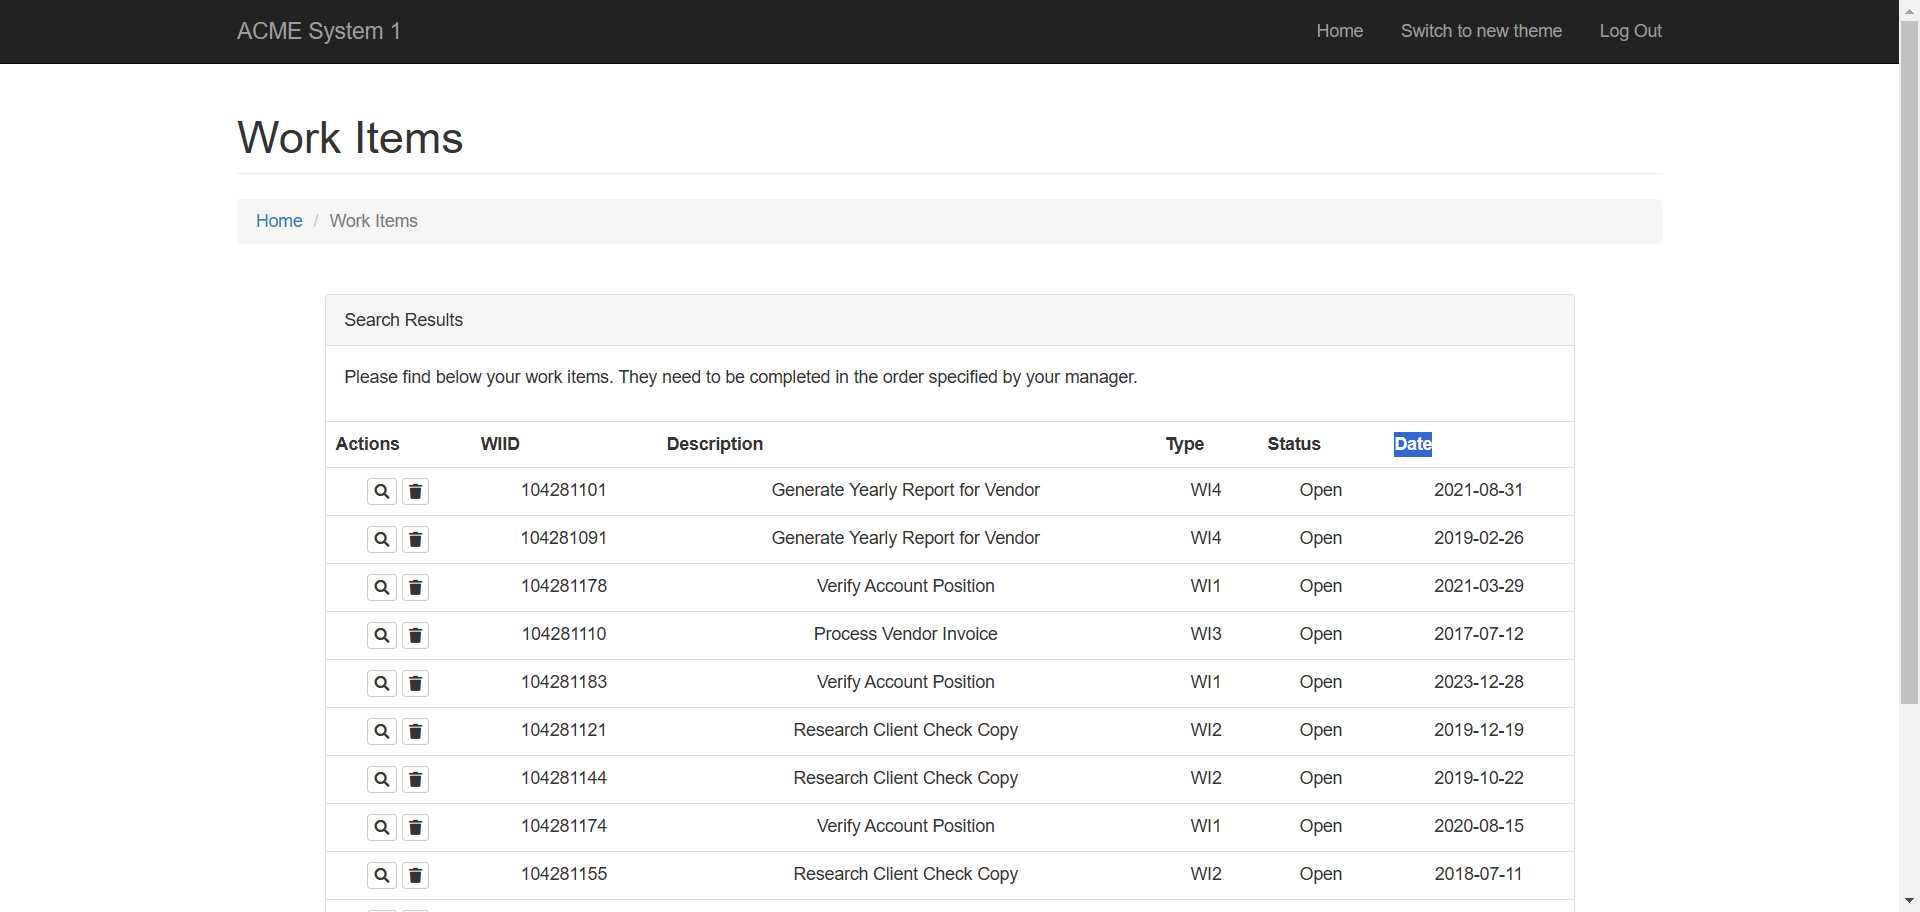 ACME System 1 Home Switch to new theme Log Out
Work Items
Home / Work Items
Search Results
Please find below your work items. They need to be completed in the order specified by your manager.
Actions WIID Description Type Status Date
104281101 Generate Yearly Report for Vendor WI4 Open 2021-08-31
104281091 Generate Yearly Report for Vendor WI4 Open 2019-02-26
104281178 Verify Account Position WI1 Open 2021-03-29
104281110 Process Vendor Invoice WI3 Open 2017-07-12
104281183 Verify Account Position WI1 Open 2023-12-28
104281121 Research Client Check Copy WI2 Open 2019-12-19
104281144 Research Client Check Copy WI2 Open 2019-10-22
104281174 Verify Account Position WI1 Open 2020-08-15
104281155 Research Client Check Copy WI2 Open 2018-07-11